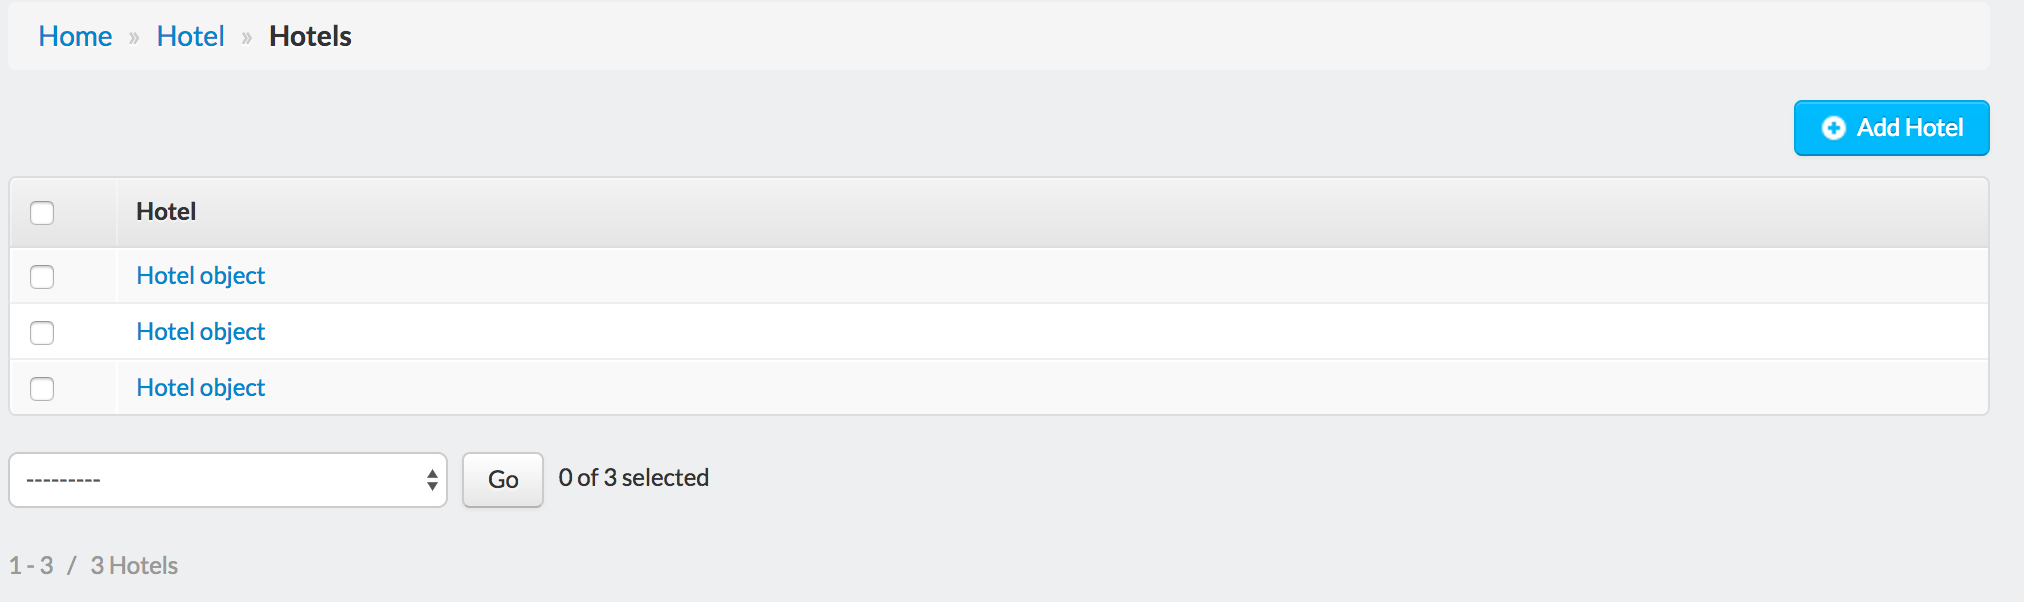 Home » Hotel » Hotels
Add Hotel
Hotel
Hotel object
Hotel object
Hotel object
---------
Go
0 of 3 selected
1 - 3 / 3 Hotels